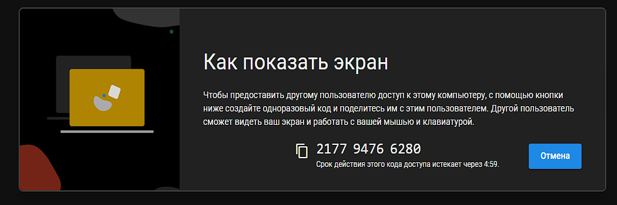 Как показать экран
Чтобы предоставить другому пользователю доступ к этому компьютеру, с помощью кнопки
ниже создайте одноразовый код и поделитесь им с этим пользователем. Другой пользователь
сможет видеть ваш экран и работать с вашей мышью и клавиатурой.
2177 9476 6280
Срок действия этого кода доступа истекает через 4:59.
Отмена